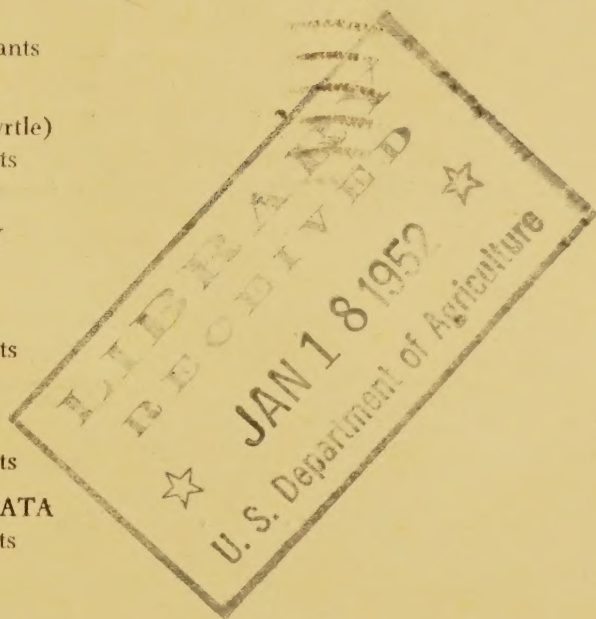 ants
yrtle)
ts
ts
ts
ATA
ts
LIBRARY
RECEIVED
☆ JAN 18 1952 ☆
U. S. Department of Agriculture